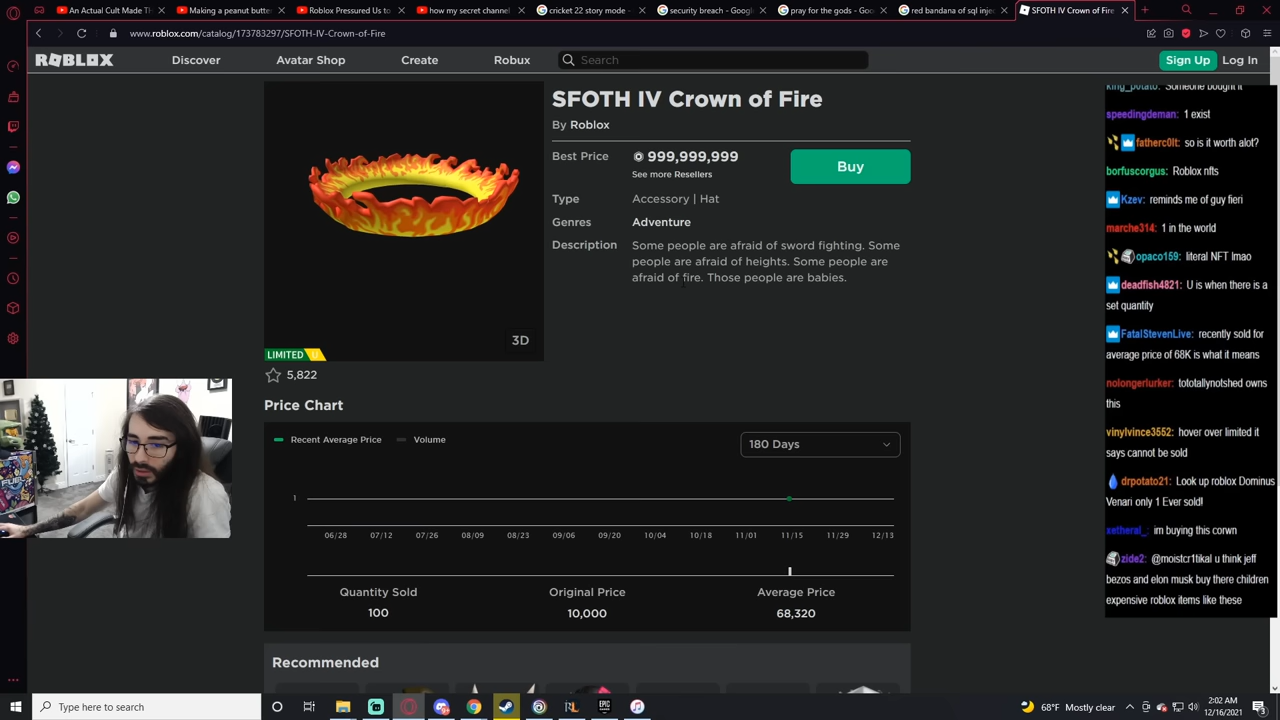 An Actual Cult Made Th
Making a peanut butter
Roblox Pressured Us to
how my secret channel
cricket 22 story mode -
security breach - Google
pray for the gods - Goo
red bandana of sql injec
SFOTH IV Crown of Fire
www.roblox.com/catalog/173783297/SFOTH-IV-Crown-of-Fire
ROBLOX
Discover
Avatar Shop
Create
Robux
Search
Sign Up
Log In
SFOTH IV Crown of Fire
By Roblox
Best Price
999,999,999
See more Resellers
Buy
Type
Accessory | Hat
Genres
Adventure
Description
Some people are afraid of sword fighting. Some
people are afraid of heights. Some people are
afraid of fire. Those people are babies.
3D
LIMITED U
5,822
Price Chart
Recent Average Price
Volume
180 Days
1
06/28 07/12 07/26 08/09 08/23 09/06 09/20 10/04 10/18 11/01 11/15 11/29 12/13
Quantity Sold
Original Price
Average Price
100
10,000
68,320
Recommended
king_potato: Someone bought it
speedingdeman: 1 exist
fatherc0lt: so is it worth alot?
borfuscorgus: Roblox nfts
Kzev: reminds me of guy fieri
marche314: 1 in the world
opaco159: literal NFT lmao
deadfish4821: U is when there is a
set quantity
FatalStevenLive: recently sold for
average price of 68K is what it means
nolongerlurker: tototallynotshed owns
this
vinylvince3552: hover over limited it
says cannot be sold
drpotato21: Look up roblox Dominus
Venari only 1 Ever sold!
setheral_: im buying this corwn
zide2: @moistcr1tikal u think jeff
bezos and elon musk buy there children
expensive roblox items like these
FUEL
Type here to search
EPIC
68°F Mostly clear
2:02 AM
12/16/2021
3